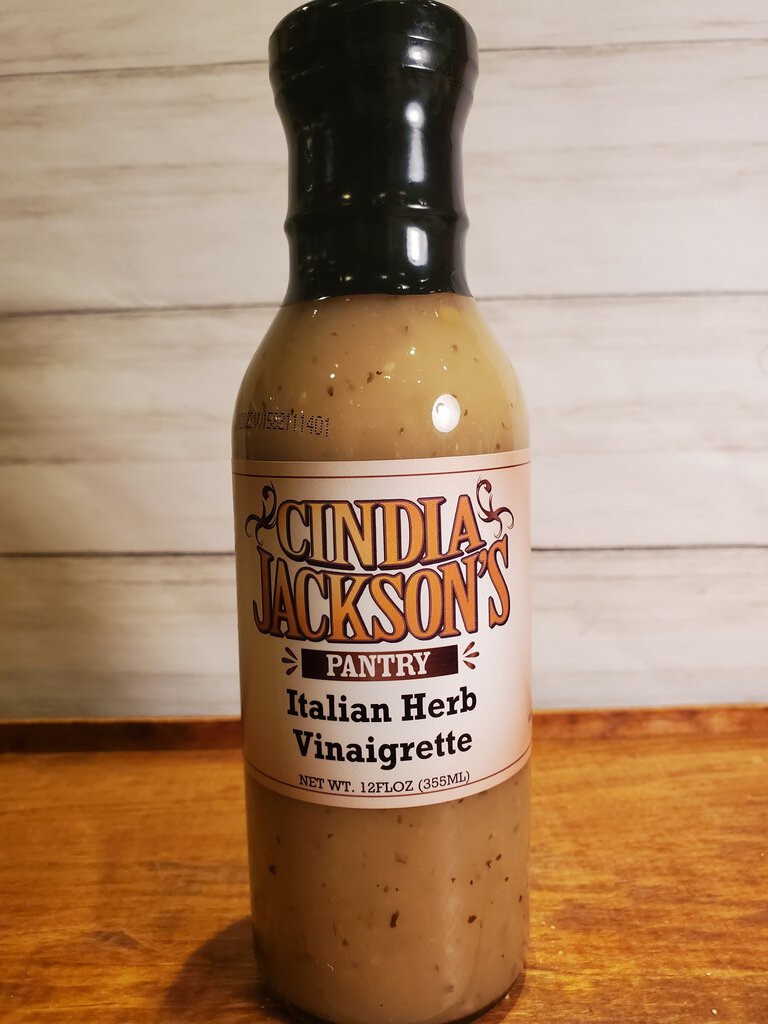 CINDIA
JACKSON'S
PANTRY
Italian Herb
Vinaigrette
NET WT. 12FLOZ (355ML)